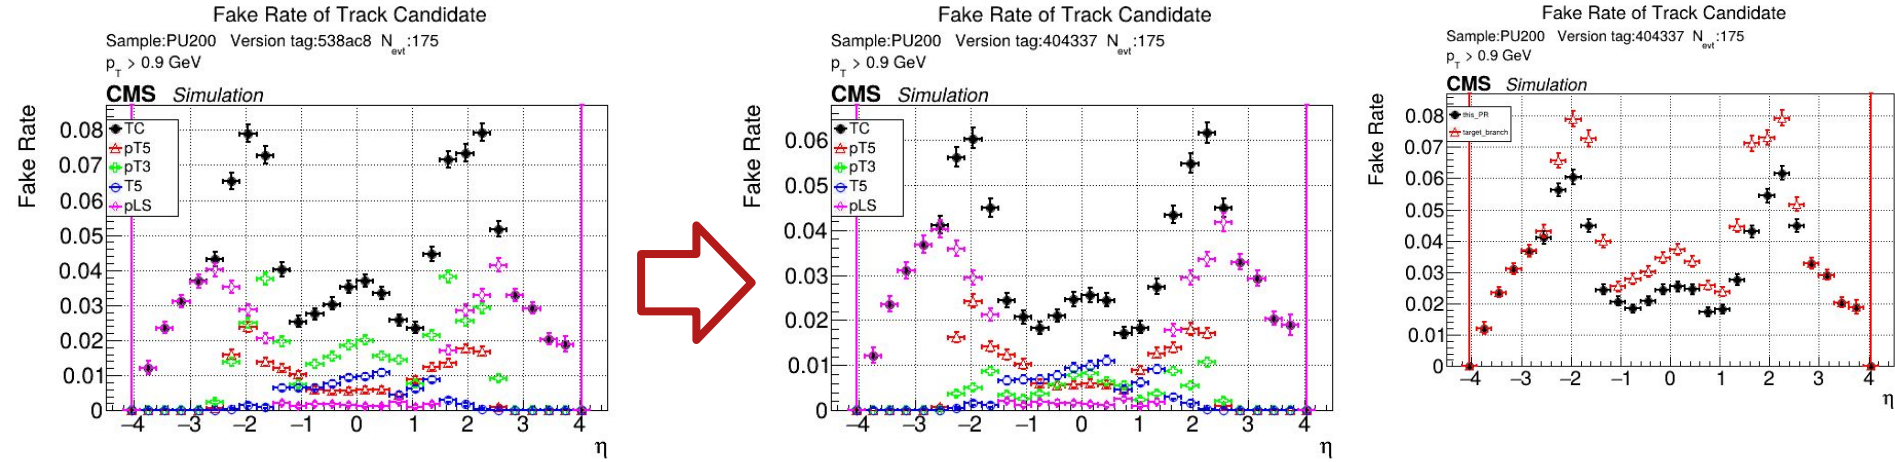 Fake Rate of Track Candidate
Sample:PU200 Version tag:538ac8 Nevt:175
pT > 0.9 GeV
CMS Simulation
Fake Rate
0.08
0.07
0.06
0.05
0.04
0.03
0.02
0.01
0
TC
pT5
pT3
T5
pLS
−4 −3 −2 −1 0 1 2 3 4
η
Fake Rate of Track Candidate
Sample:PU200 Version tag:404337 Nevt:175
pT > 0.9 GeV
CMS Simulation
Fake Rate
0.06
0.05
0.04
0.03
0.02
0.01
0
TC
pT5
pT3
T5
pLS
−4 −3 −2 −1 0 1 2 3 4
η
Fake Rate of Track Candidate
Sample:PU200 Version tag:404337 Nevt:175
pT > 0.9 GeV
CMS Simulation
Fake Rate
0.08
0.07
0.06
0.05
0.04
0.03
0.02
0.01
0
this_PR
target_branch
−4 −3 −2 −1 0 1 2 3 4
η